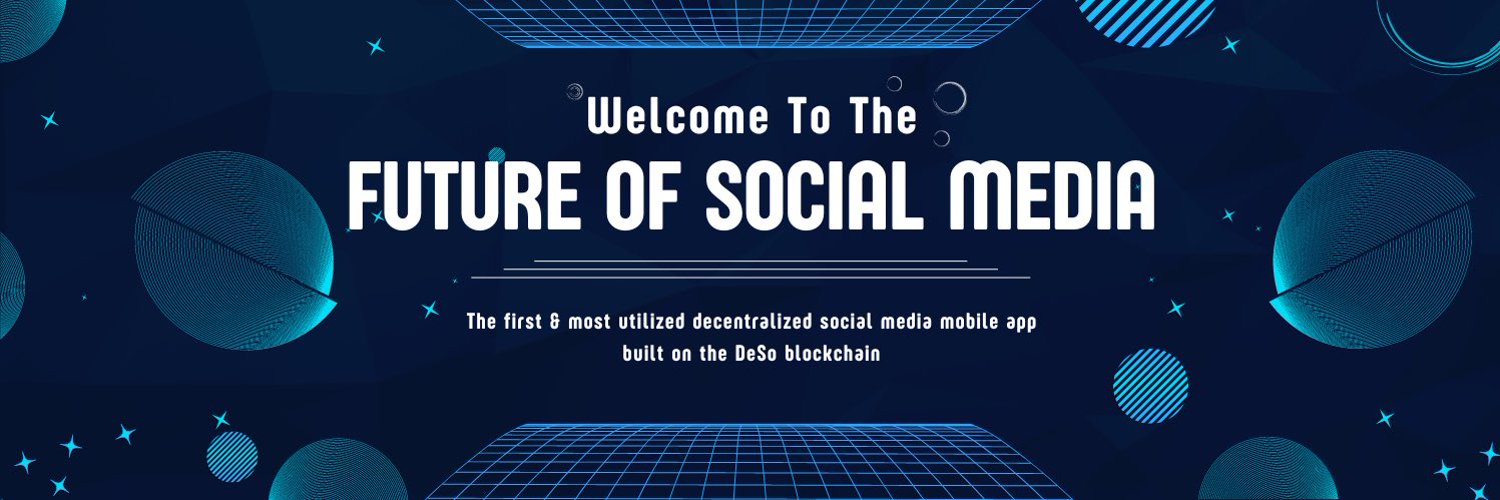 Welcome To The
FUTURE OF SOCIAL MEDIA
The first & most utilized decentralized social media mobile app
built on the DeSo blockchain